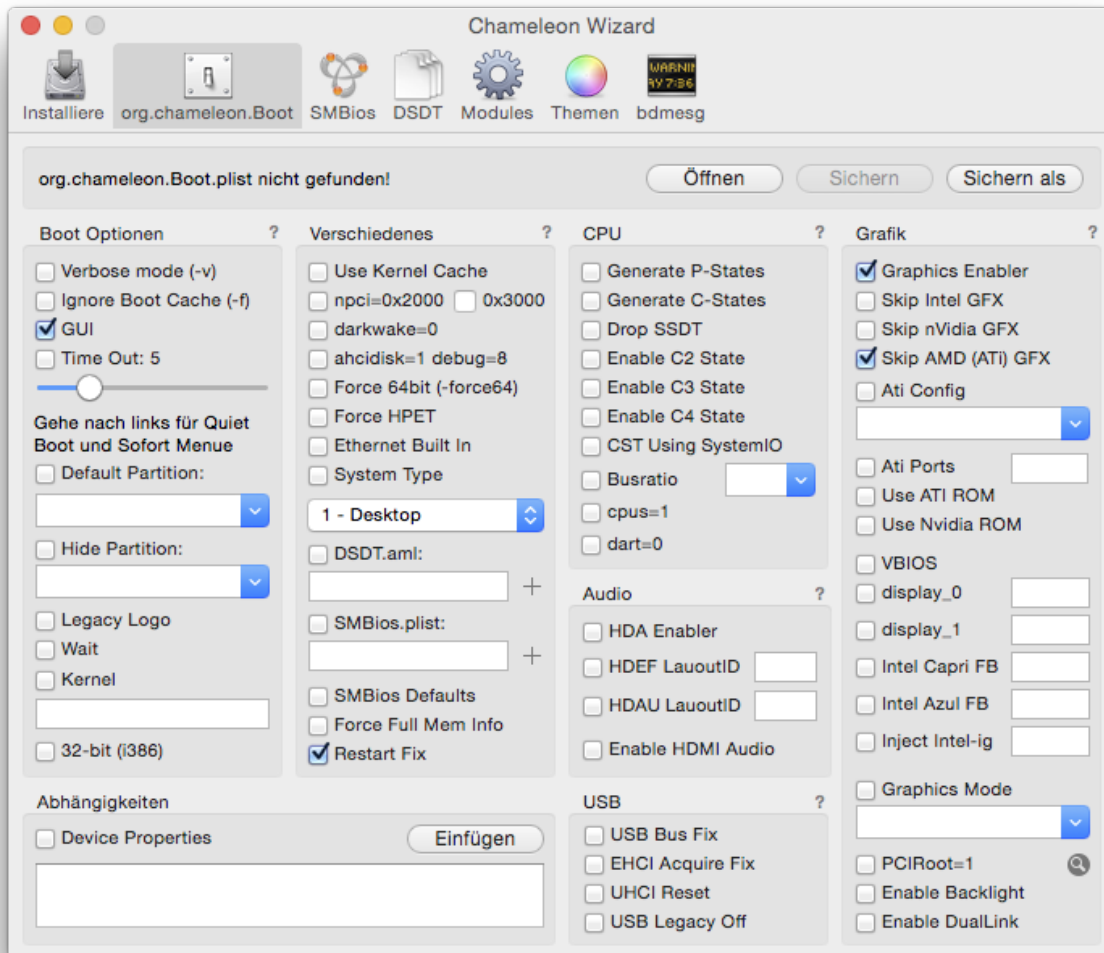 Chameleon Wizard
WARNIN
AY 7:36
Installiere
org.chameleon.Boot
SMBios
DSDT
Modules
Themen
bdmesg
org.chameleon.Boot.plist nicht gefunden!
Öffnen
Sichern
Sichern als
Boot Optionen
?
Verbose mode (-v)
Ignore Boot Cache (-f)
GUI
Time Out: 5
Gehe nach links für Quiet
Boot und Sofort Menue
Default Partition:
Hide Partition:
Legacy Logo
Wait
Kernel
32-bit (i386)
Verschiedenes
?
Use Kernel Cache
npci=0x2000
0x3000
darkwake=0
ahcidisk=1 debug=8
Force 64bit (-force64)
Force HPET
Ethernet Built In
System Type
1 - Desktop
DSDT.aml:
SMBios.plist:
SMBios Defaults
Force Full Mem Info
Restart Fix
CPU
?
Generate P-States
Generate C-States
Drop SSDT
Enable C2 State
Enable C3 State
Enable C4 State
CST Using SystemIO
Busratio
cpus=1
dart=0
Audio
?
HDA Enabler
HDEF LauoutID
HDAU LauoutID
Enable HDMI Audio
Grafik
?
Graphics Enabler
Skip Intel GFX
Skip nVidia GFX
Skip AMD (ATi) GFX
Ati Config
Ati Ports
Use ATI ROM
Use Nvidia ROM
VBIOS
display_0
display_1
Intel Capri FB
Intel Azul FB
Inject Intel-ig
Graphics Mode
PCIRoot=1
Enable Backlight
Enable DualLink
Abhängigkeiten
Device Properties
Einfügen
USB
?
USB Bus Fix
EHCI Acquire Fix
UHCI Reset
USB Legacy Off